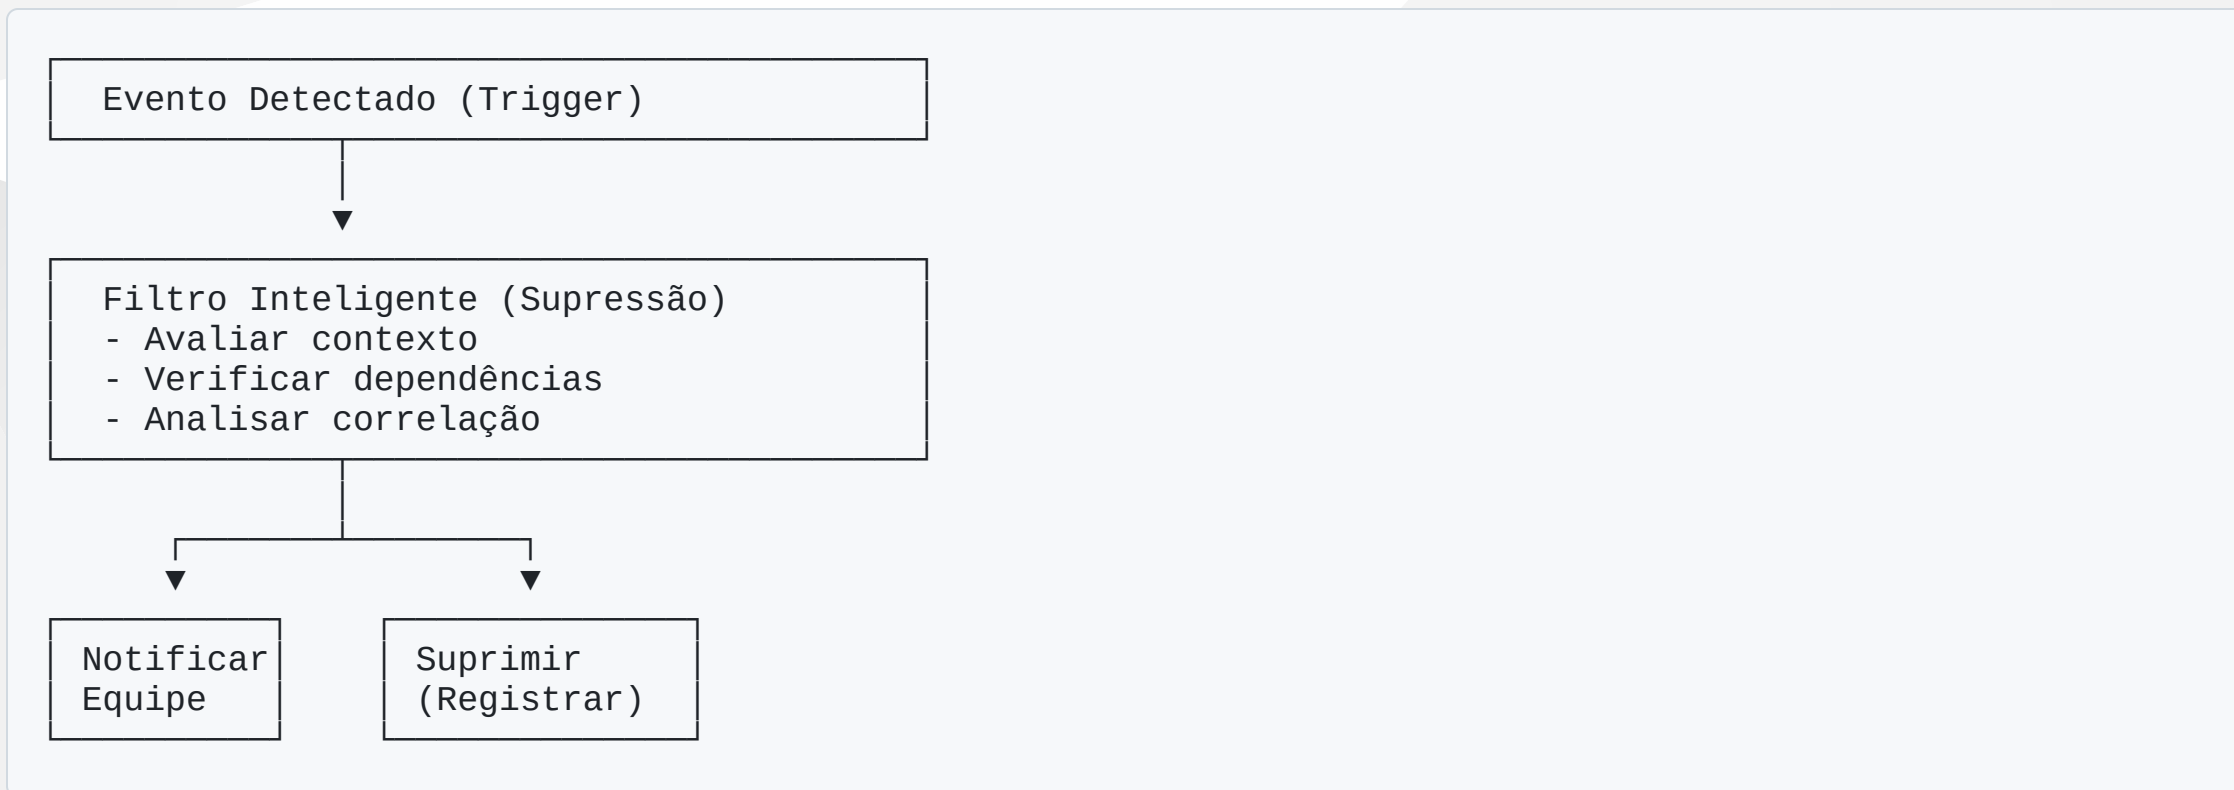 Evento Detectado (Trigger)
Filtro Inteligente (Supressão)
- Avaliar contexto
- Verificar dependências
- Analisar correlação
Notificar
Equipe
Suprimir
(Registrar)